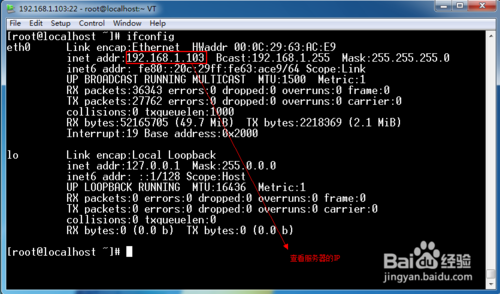 192.168.1.103:22 - root@localhost:~ VT
[root@localhost ~]# ifconfig
eth0 Link encap:Ethernet HWaddr 00:0C:29:63:AC:E9
inet addr:192.168.1.103 Bcast:192.168.1.255 Mask:255.255.255.0
inet6 addr: fe80::20c:29ff:fe63:ace9/64 Scope:Link
UP BROADCAST RUNNING MULTICAST MTU:1500 Metric:1
RX packets:36343 errors:0 dropped:0 overruns:0 frame:0
TX packets:27762 errors:0 dropped:0 overruns:0 carrier:0
collisions:0 txqueuelen:1000
RX bytes:52165705 (49.7 MiB) TX bytes:2218369 (2.1 MiB)
Interrupt:19 Base address:0x2000
lo Link encap:Local Loopback
inet addr:127.0.0.1 Mask:255.0.0.0
inet6 addr: ::1/128 Scope:Host
UP LOOPBACK RUNNING MTU:16436 Metric:1
RX packets:0 errors:0 dropped:0 overruns:0 frame:0
TX packets:0 errors:0 dropped:0 overruns:0 carrier:0
collisions:0 txqueuelen:0
RX bytes:0 (0.0 b) TX bytes:0 (0.0 b)
[root@localhost ~]#
查看服务器的IP
Baidu 经验
jingyan.baidu.com